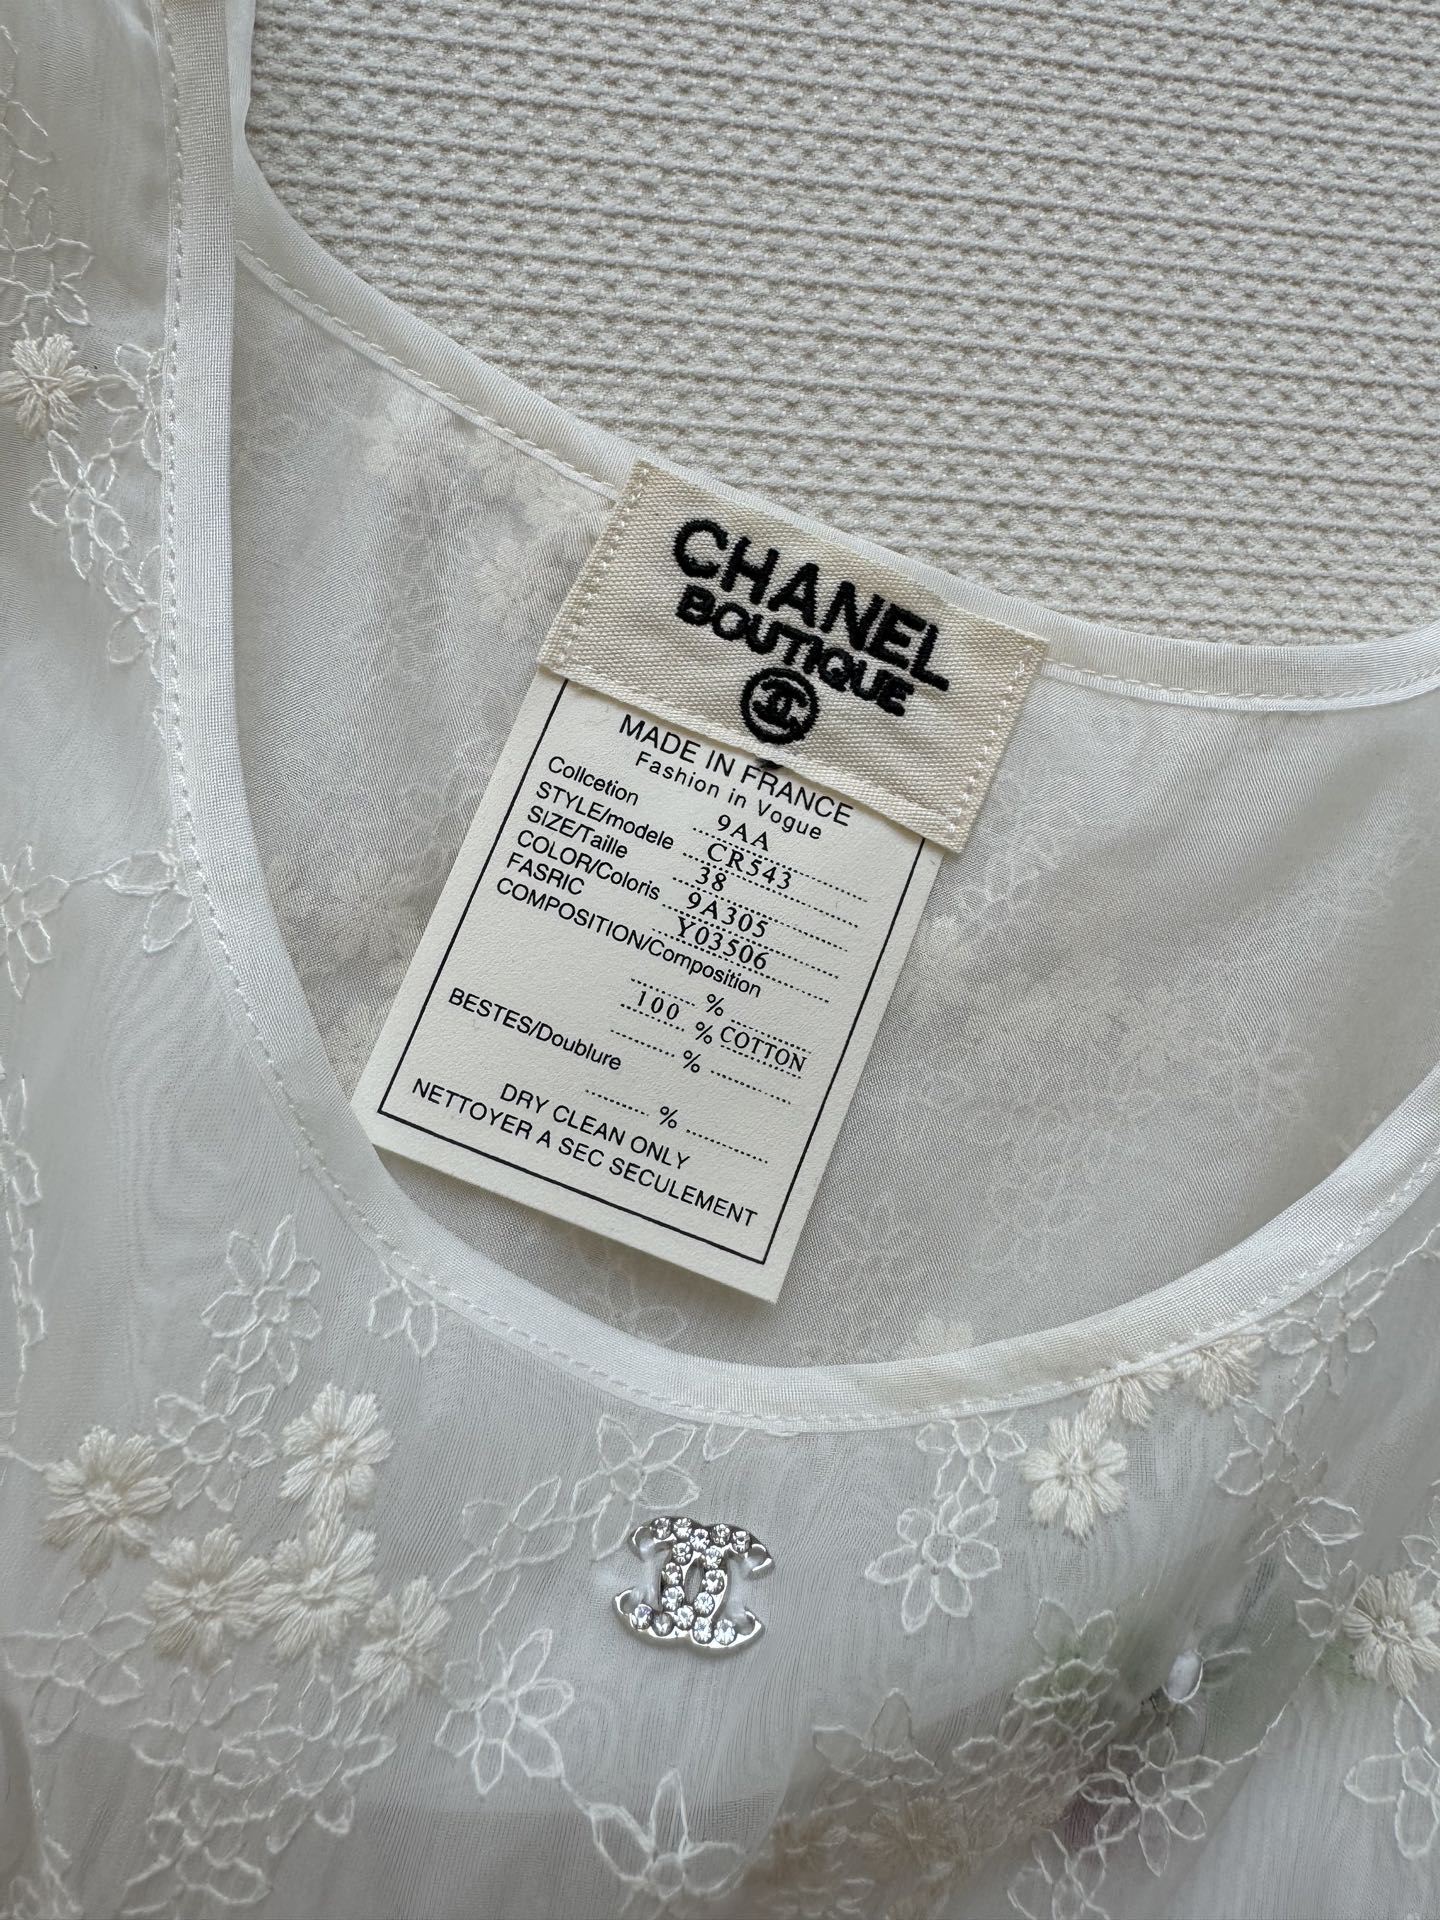 CHANEL
BOUTIQUE
MADE IN FRANCE
Fashion in Vogue
Collcetion 9AA
STYLE/modele CR543
SIZE/Taille 38
COLOR/Coloris 9A305
FASRIC Y03506
COMPOSITION/Composition
%
100 % COTTON
BESTES/Doublure %
%
DRY CLEAN ONLY
NETTOYER A SEC SECULEMENT